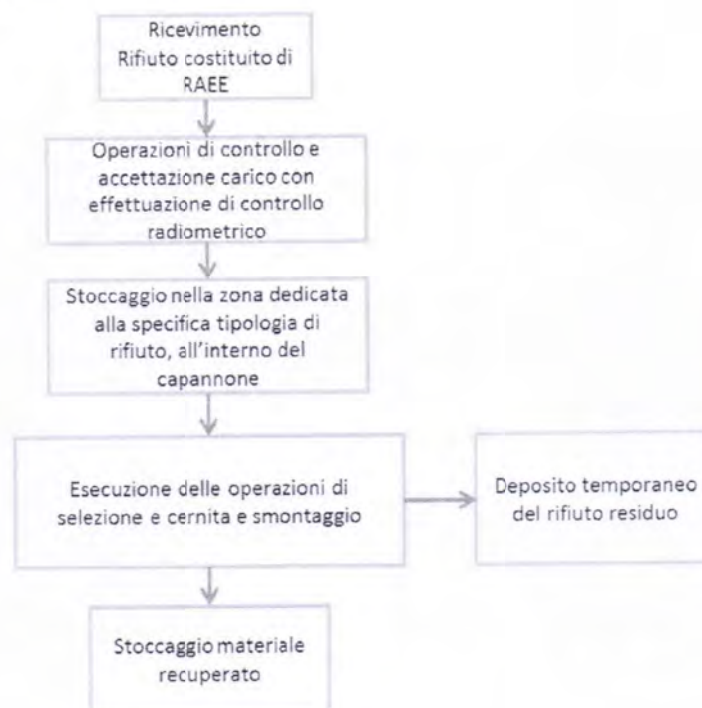 Ricevimento
Rifiuto costituito di
RAEE
Operazioni di controllo e
accettazione carico con
effettuazione di controllo
radiometrico
Stoccaggio nella zona dedicata
alla specifica tipologia di
rifiuto, all'interno del
capannone
Esecuzione delle operazioni di
selezione e cernita e smontaggio
Deposito temporaneo
del rifiuto residuo
Stoccaggio materiale
recuperato